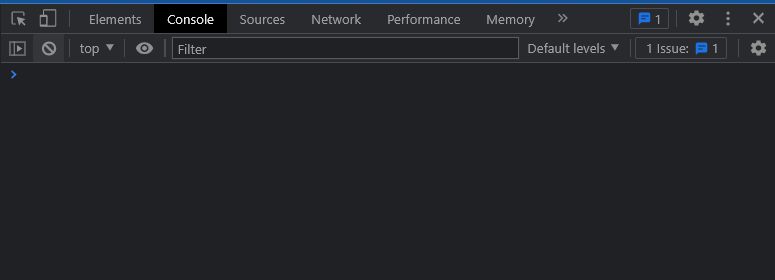 Elements Console Sources Network Performance Memory 1
top Filter Default levels 1 Issue: 1